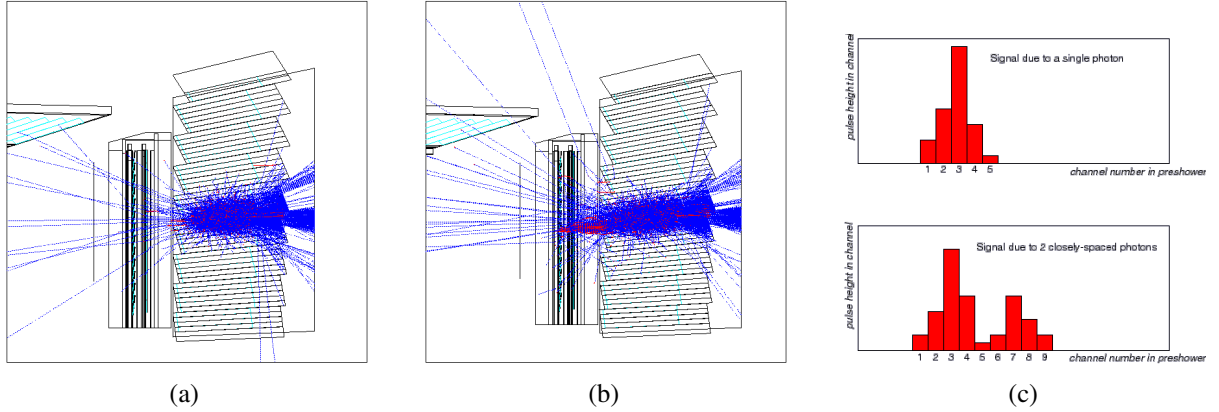 pulse height in channel
Signal due to a single photon
1 2 3 4 5
channel number in preshower
pulse height in channel
Signal due to 2 closely-spaced photons
1 2 3 4 5 6 7 8 9
channel number in preshower
(a)
(b)
(c)